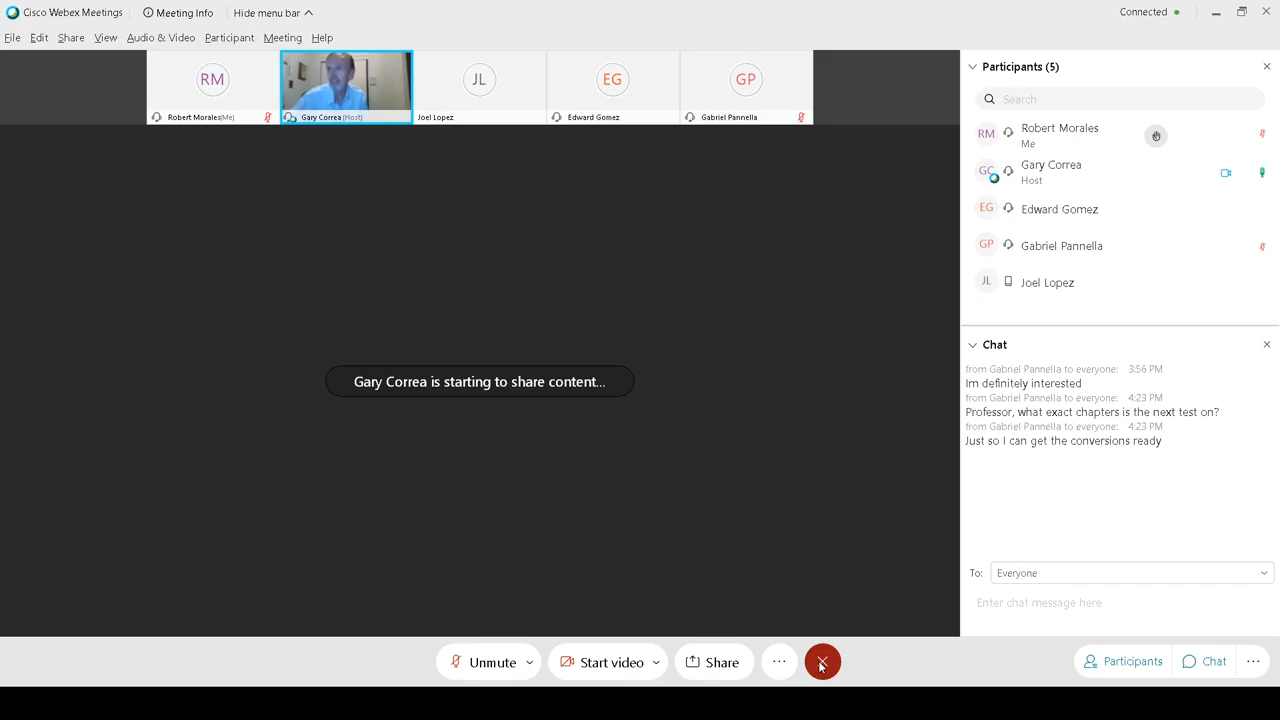 Cisco Webex Meetings
Meeting Info
Hide menu bar
Connected
File Edit Share View Audio & Video Participant Meeting Help
RM
JL
EG
GP
Robert Morales(Me)
Gary Correa (Host)
Joel Lopez
Edward Gomez
Gabriel Pannella
Gary Correa is starting to share content...
Participants (5)
Search
RM
Robert Morales
Me
GC
Gary Correa
Host
EG
Edward Gomez
GP
Gabriel Pannella
JL
Joel Lopez
Chat
from Gabriel Pannella to everyone: 3:56 PM
Im definitely interested
from Gabriel Pannella to everyone: 4:23 PM
Professor, what exact chapters is the next test on?
from Gabriel Pannella to everyone: 4:23 PM
Just so I can get the conversions ready
To: Everyone
Enter chat message here
Unmute
Start video
Share
Participants
Chat